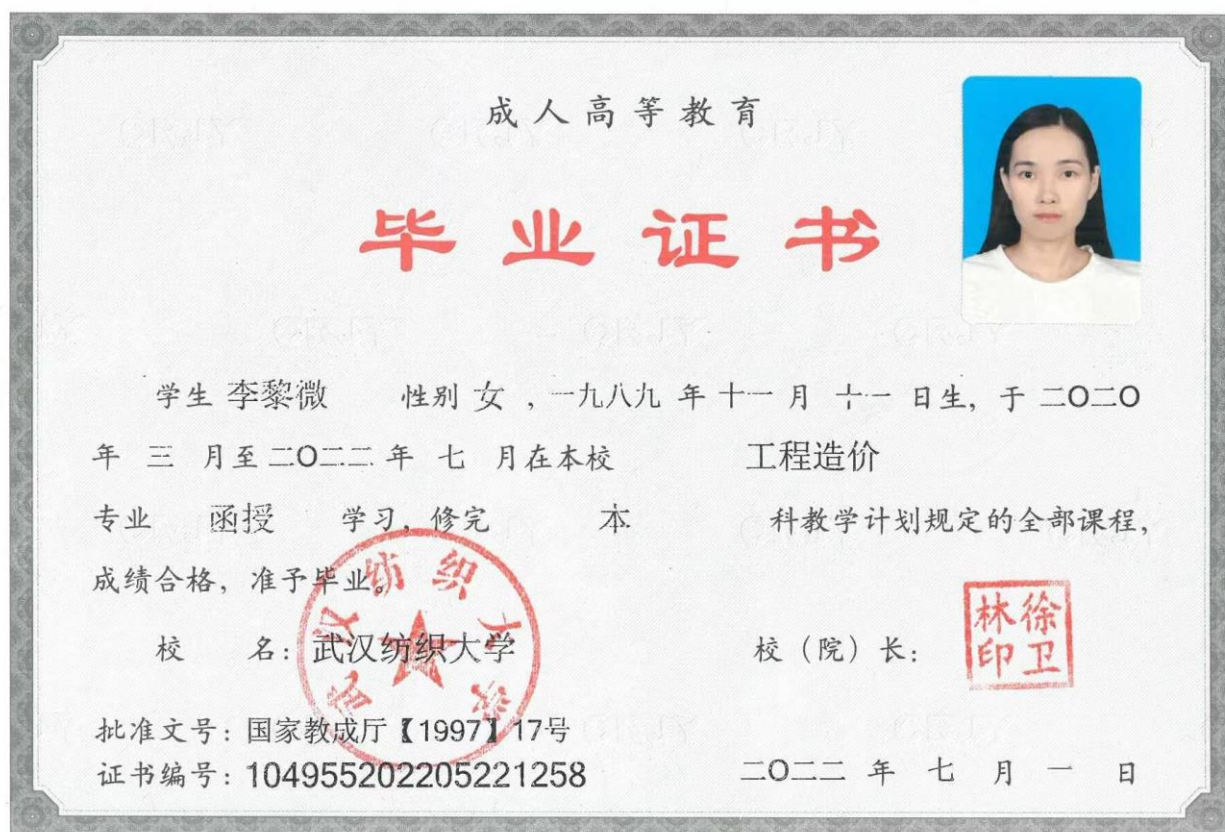 成人高等教育
毕业证书
学生 李黎微 性别 女 ，一九八九 年 十一 月 十一 日生，于 二〇二〇
年 三 月至 二〇二二 年 七 月在本校 工程造价
专业 函授 学习，修完 本 科教学计划规定的全部课程，
成绩合格，准予毕业。
校 名：武汉纺织大学 校（院）长：
林徐
印卫
武汉纺织大学
批准文号：国家教成厅【1997】17号
证书编号：104955202205221258 二〇二二 年 七 月 一 日